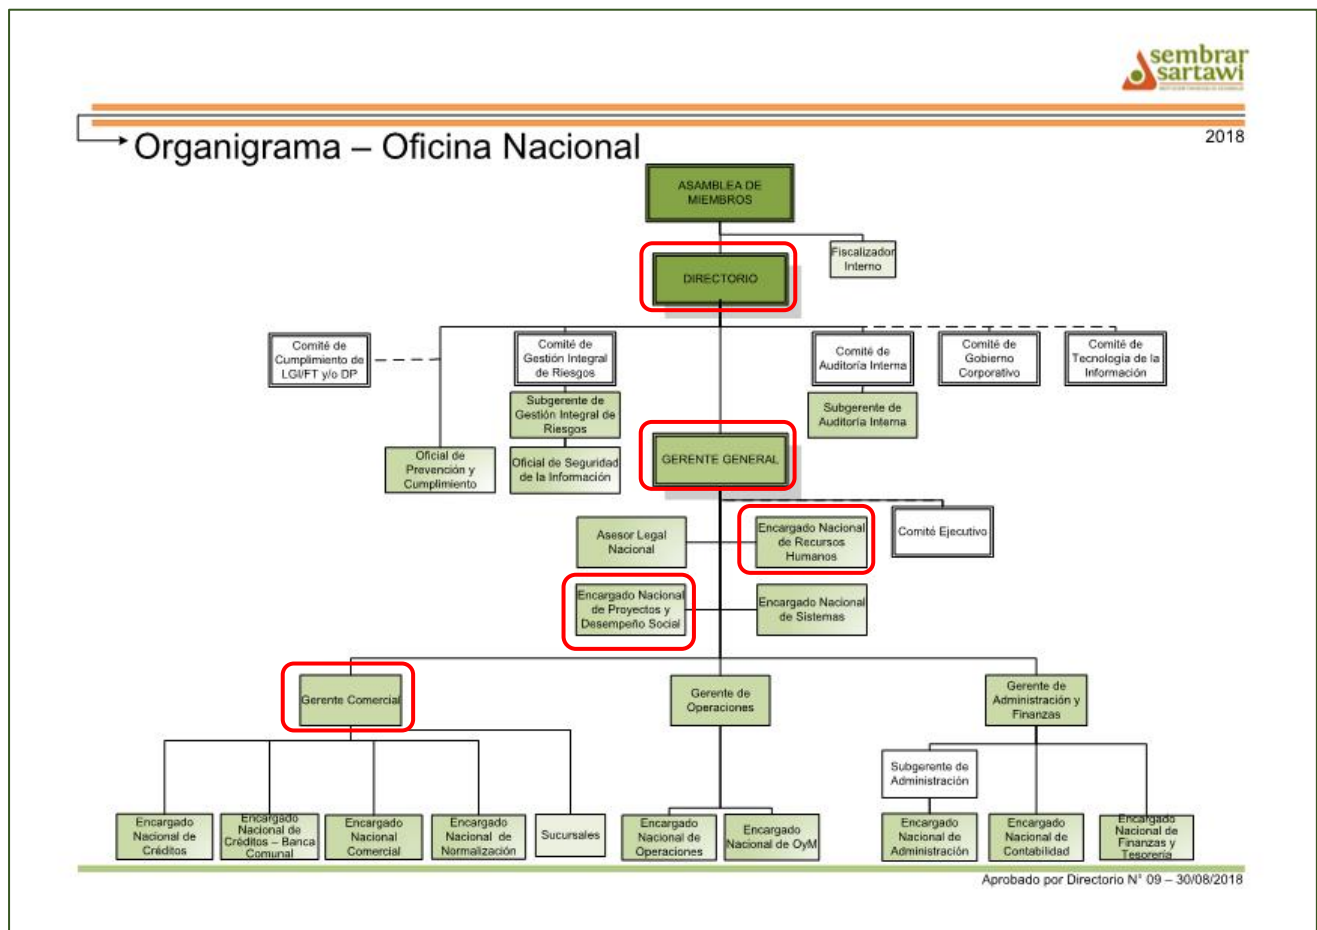 sembrar
sartawi
2018
Organigrama – Oficina Nacional
ASAMBLEA DE
MIEMBROS
Fiscalizador
Interno
DIRECTORIO
Comité de
Cumplimiento de
LGI/FT y/o DP
Comité de
Gestión Integral
de Riesgos
Comité de
Auditoría Interna
Comité de
Gobierno
Corporativo
Comité de
Tecnología de la
Información
Subgerente de
Gestión Integral de
Riesgos
Subgerente de
Auditoría Interna
Oficial de
Prevención y
Cumplimiento
Oficial de Seguridad
de la Información
GERENTE GENERAL
Asesor Legal
Nacional
Encargado Nacional
de Recursos
Humanos
Comité Ejecutivo
Encargado Nacional
de Proyectos y
Desempeño Social
Encargado Nacional
de Sistemas
Gerente Comercial
Gerente de
Operaciones
Gerente de
Administración y
Finanzas
Subgerente de
Administración
Encargado
Nacional de
Créditos
Encargado
Nacional de
Créditos – Banca
Comunal
Encargado
Nacional
Comercial
Encargado
Nacional de
Normalización
Sucursales
Encargado
Nacional de
Operaciones
Encargado
Nacional de OyM
Encargado
Nacional de
Administración
Encargado
Nacional de
Contabilidad
Encargado
Nacional de
Finanzas y
Tesorería
Aprobado por Directorio N° 09 – 30/08/2018